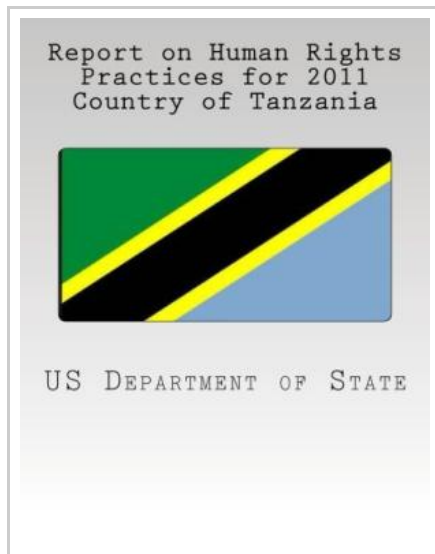 Report on Human Rights
Practices for 2011
Country of Tanzania
US DEPARTMENT OF STATE